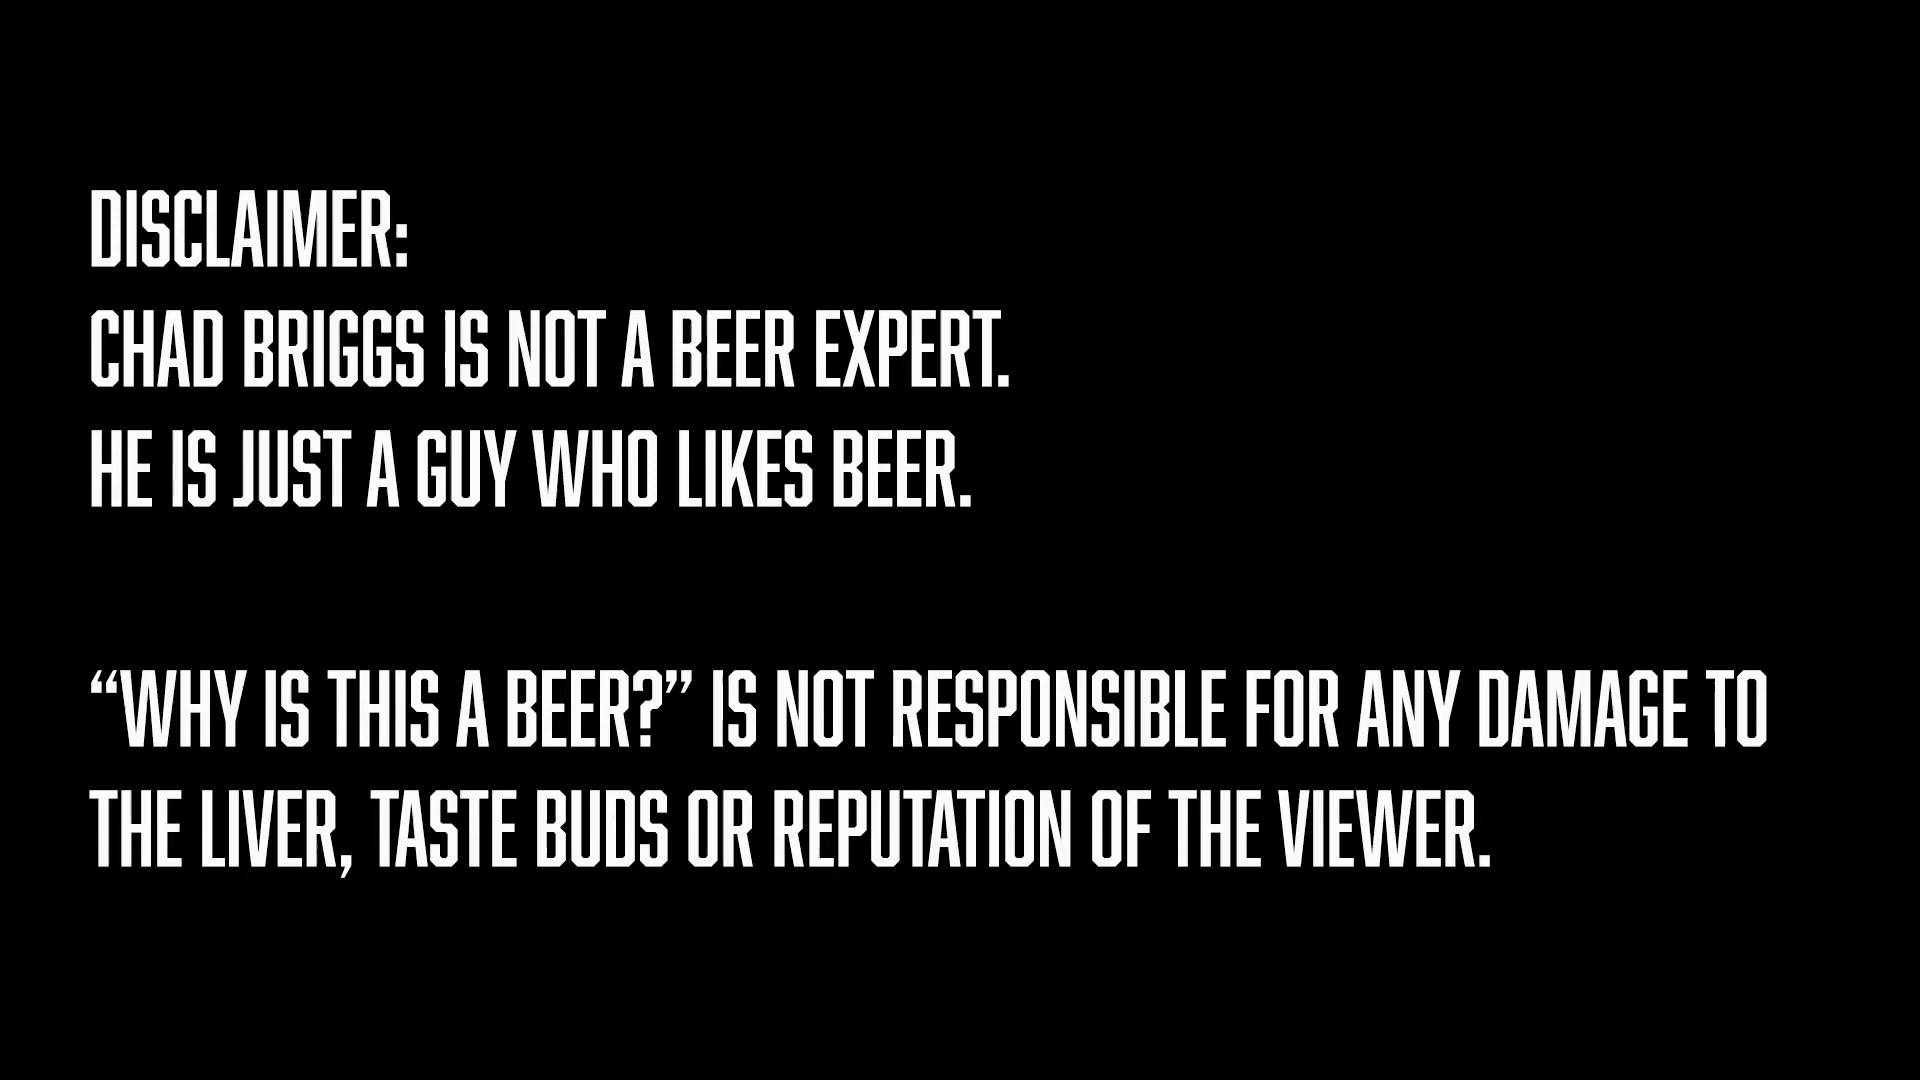 DISCLAIMER:
CHAD BRIGGS IS NOT A BEER EXPERT.
HE IS JUST A GUY WHO LIKES BEER.
“WHY IS THIS A BEER?” IS NOT RESPONSIBLE FOR ANY DAMAGE TO
THE LIVER, TASTE BUDS OR REPUTATION OF THE VIEWER.